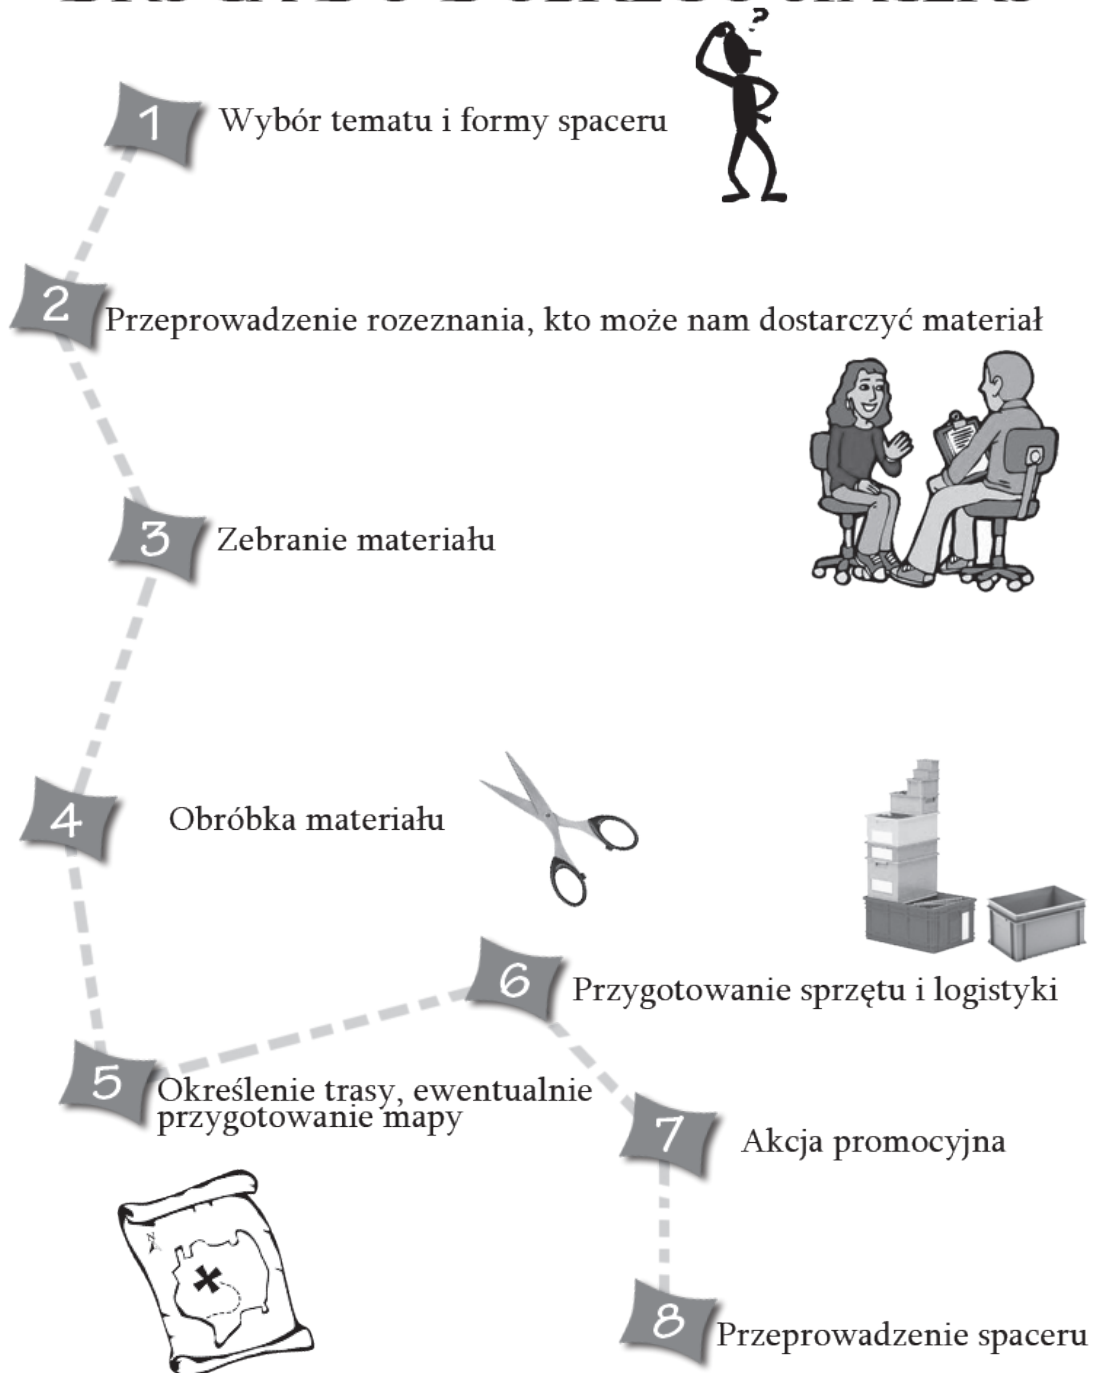 1
Wybór tematu i formy spaceru
2
Przeprowadzenie rozeznania, kto może nam dostarczyć materiał
3
Zebranie materiału
4
Obróbka materiału
6
Przygotowanie sprzętu i logistyki
5
Określenie trasy, ewentualnie
przygotowanie mapy
7
Akcja promocyjna
8
Przeprowadzenie spaceru